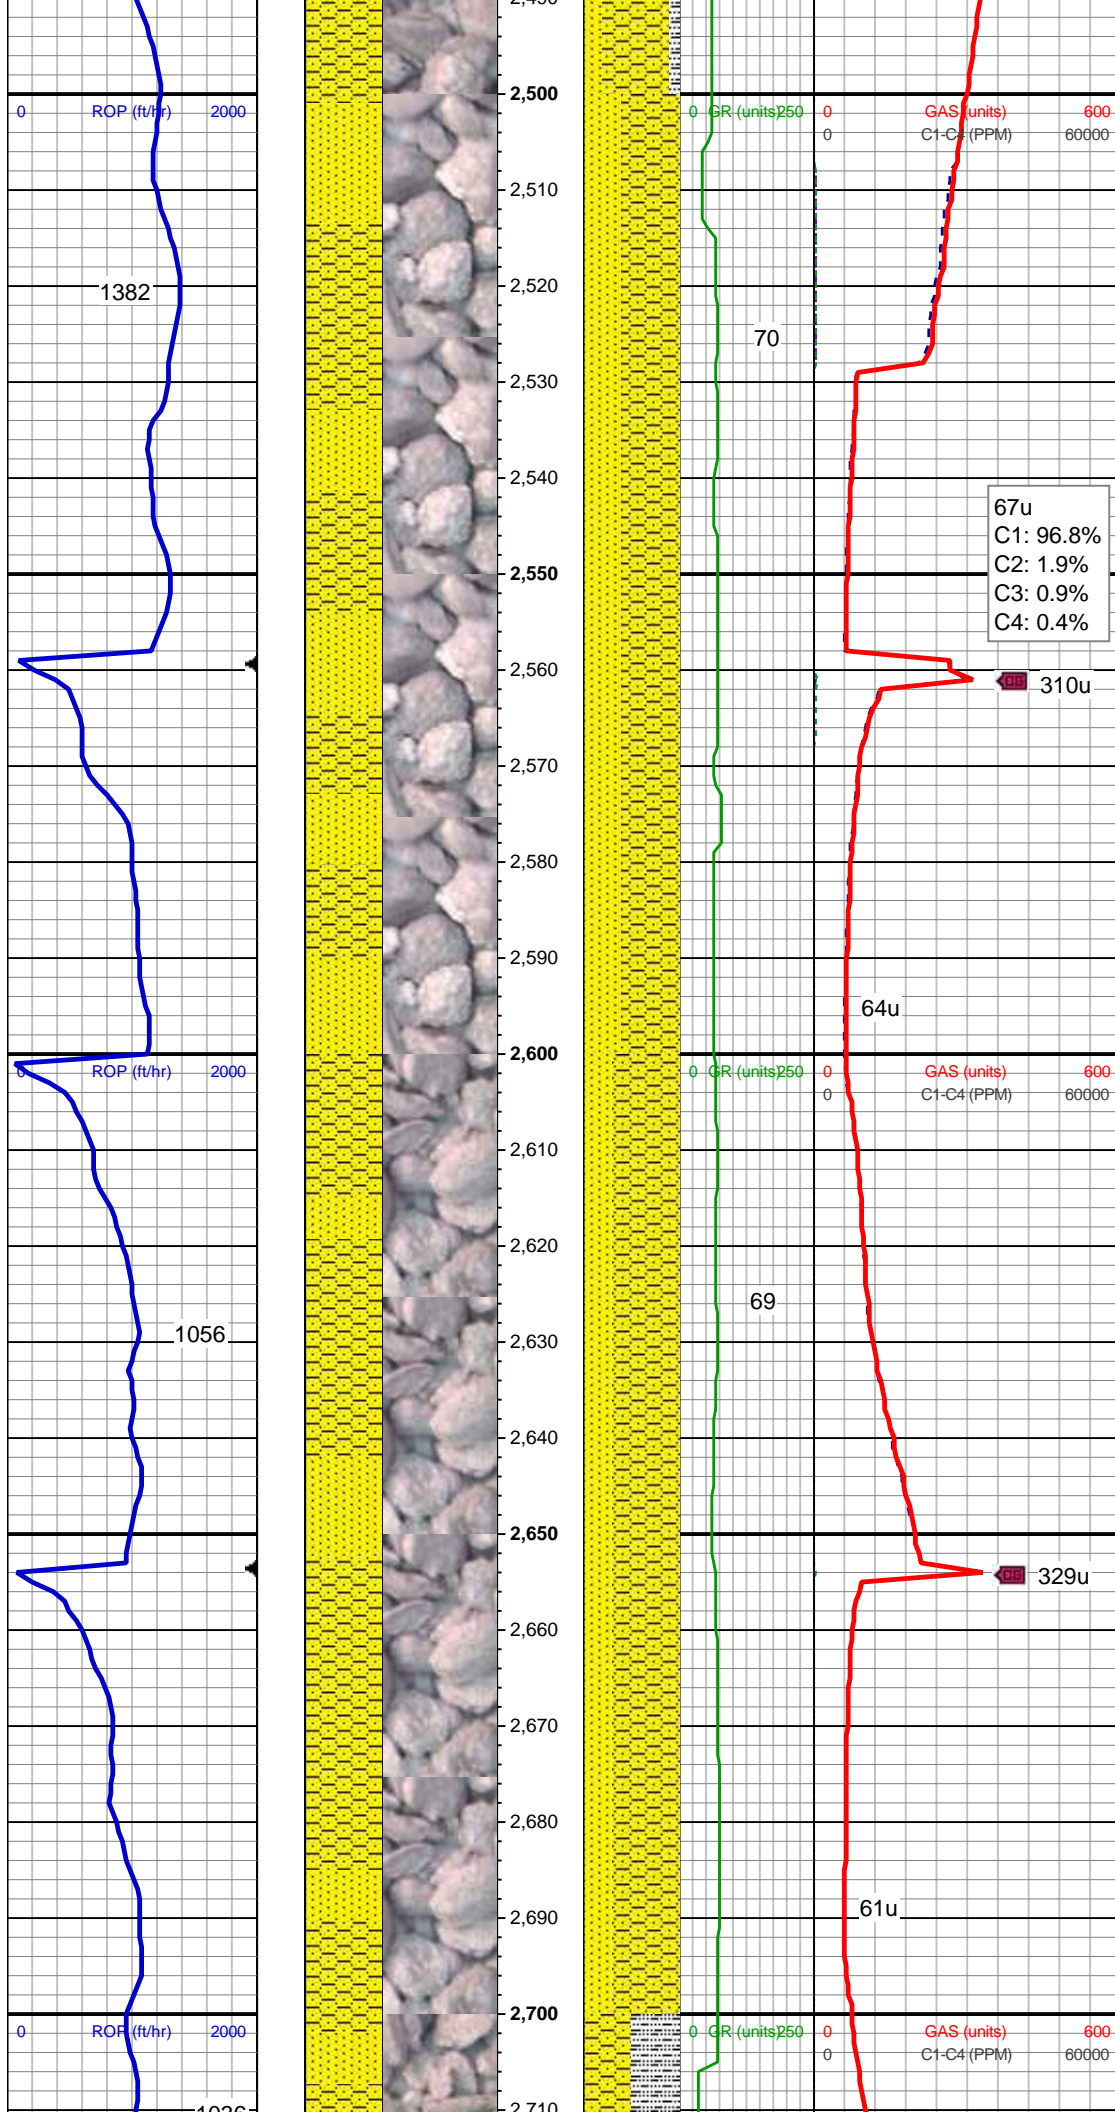 2,500
0 ROP (ft/hr) 2000
0 GR (units) 250
0 GAS (units) 600
0 C1-C4 (PPM) 60000
2,510
2,520
1382
70
2,530
2,540
67u
C1: 96.8%
C2: 1.9%
C3: 0.9%
C4: 0.4%
2,550
2,560
310u
2,570
2,580
2,590
64u
2,600
0 ROP (ft/hr) 2000
0 GR (units) 250
0 GAS (units) 600
0 C1-C4 (PPM) 60000
2,610
2,620
69
2,630
1056
2,640
2,650
329u
2,660
2,670
2,680
2,690
61u
2,700
0 ROP (ft/hr) 2000
0 GR (units) 250
0 GAS (units) 600
0 C1-C4 (PPM) 60000
2,710